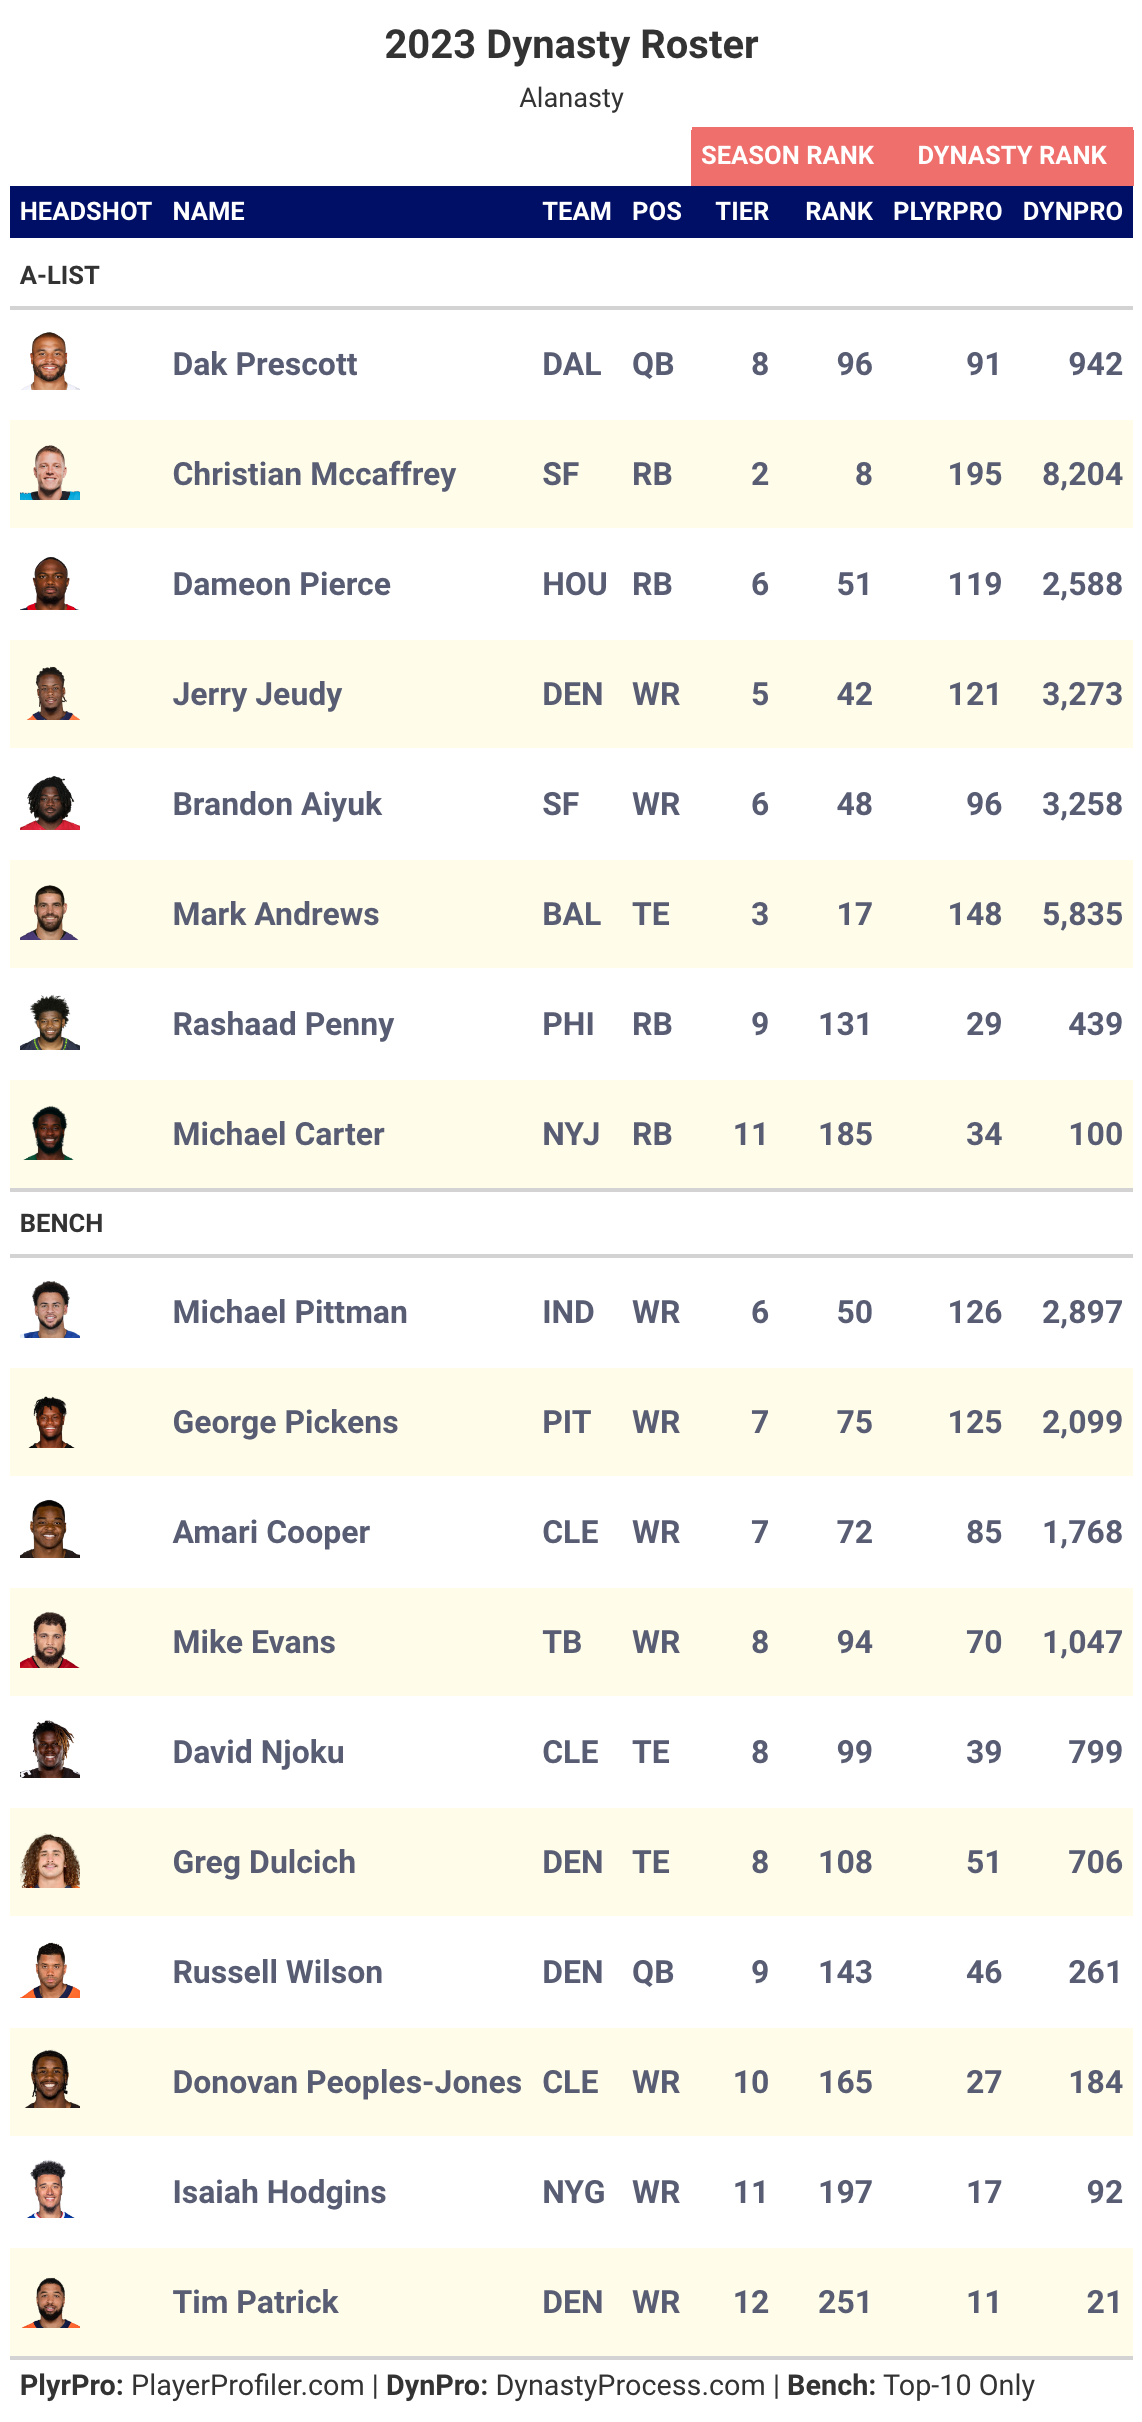 2023 Dynasty Roster
Alanasty
SEASON RANK DYNASTY RANK
HEADSHOT NAME TEAM POS TIER RANK PLYRPRO DYNPRO
A-LIST
Dak Prescott DAL QB 8 96 91 942
Christian Mccaffrey SF RB 2 8 195 8,204
Dameon Pierce HOU RB 6 51 119 2,588
Jerry Jeudy DEN WR 5 42 121 3,273
Brandon Aiyuk SF WR 6 48 96 3,258
Mark Andrews BAL TE 3 17 148 5,835
Rashaad Penny PHI RB 9 131 29 439
Michael Carter NYJ RB 11 185 34 100
BENCH
Michael Pittman IND WR 6 50 126 2,897
George Pickens PIT WR 7 75 125 2,099
Amari Cooper CLE WR 7 72 85 1,768
Mike Evans TB WR 8 94 70 1,047
David Njoku CLE TE 8 99 39 799
Greg Dulcich DEN TE 8 108 51 706
Russell Wilson DEN QB 9 143 46 261
Donovan Peoples-Jones CLE WR 10 165 27 184
Isaiah Hodgins NYG WR 11 197 17 92
Tim Patrick DEN WR 12 251 11 21
PlyrPro: PlayerProfiler.com | DynPro: DynastyProcess.com | Bench: Top-10 Only